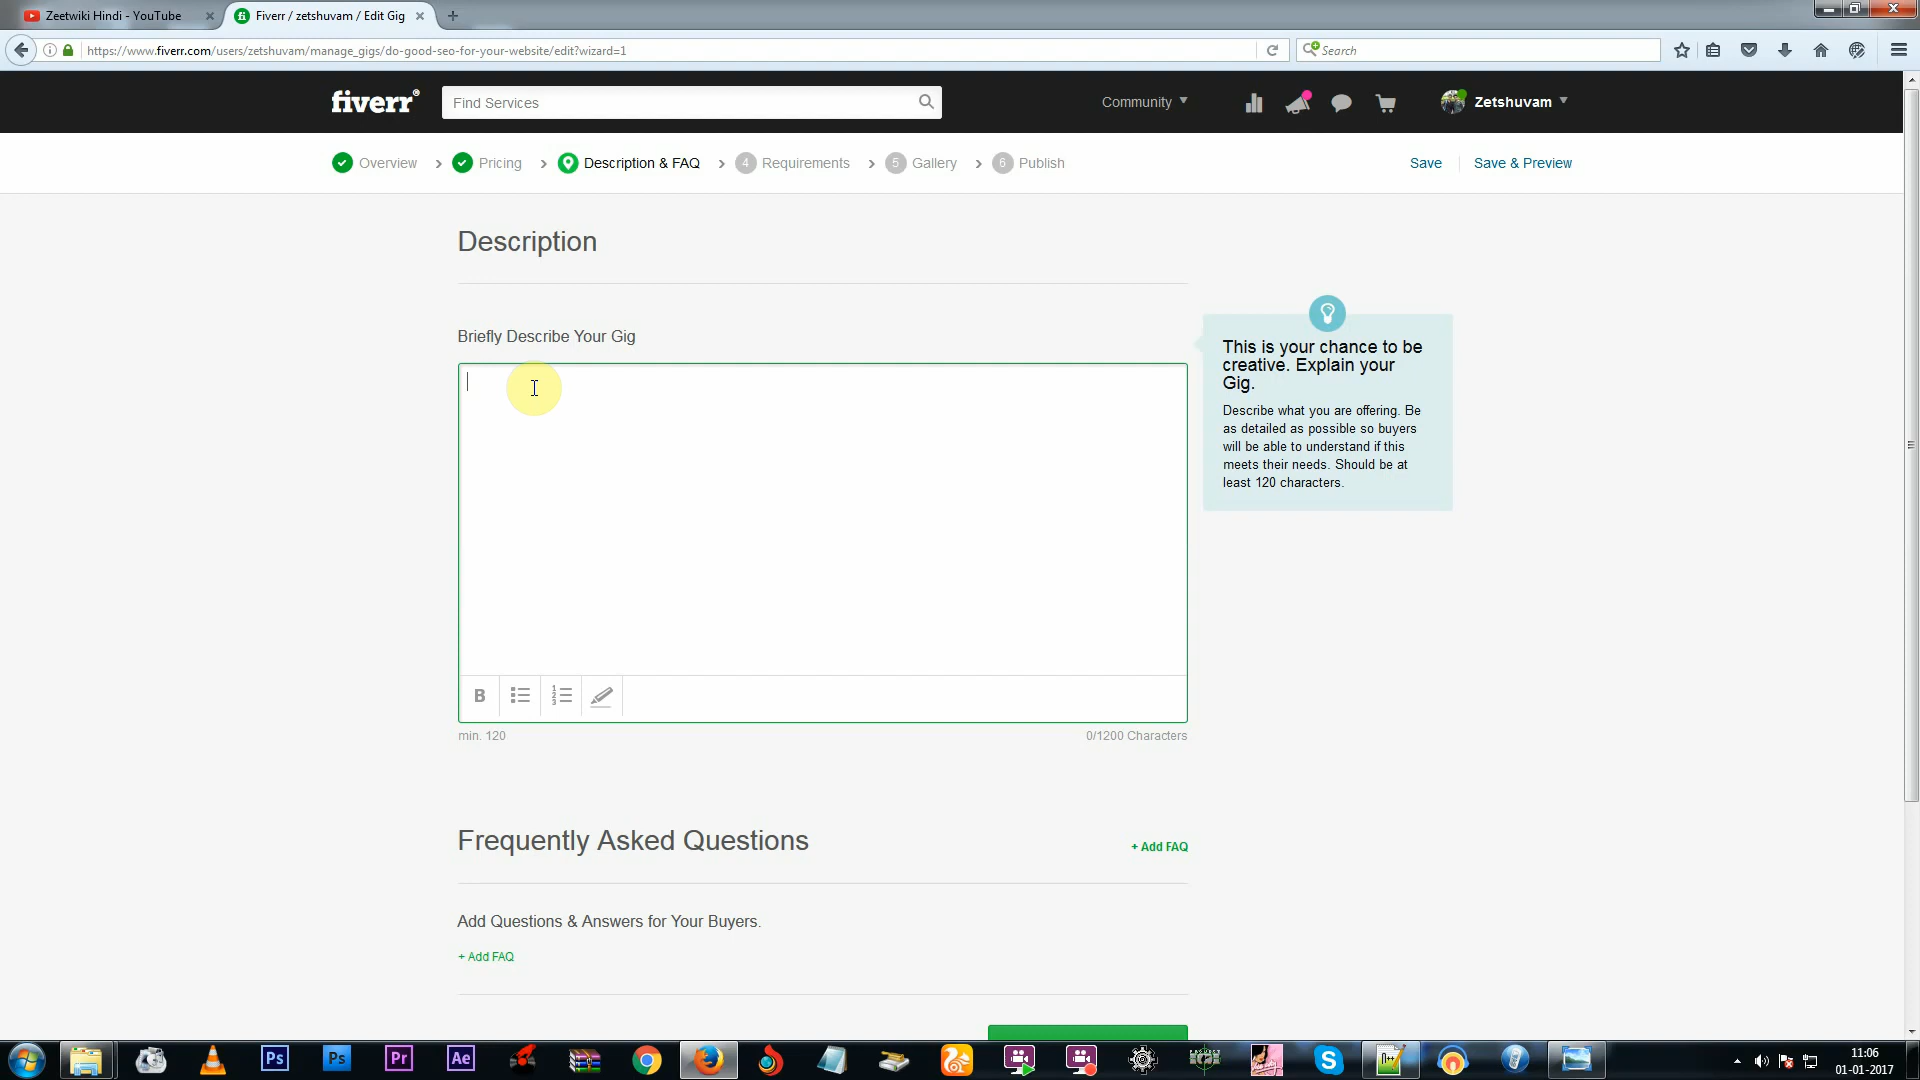 Zeetwiki Hindi - YouTube
Fiverr / zetshuvam / Edit Gig
https://www.fiverr.com/users/zetshuvam/manage_gigs/do-good-seo-for-your-website/edit?wizard=1
Search
fiverr®
Find Services
Community
Zetshuvam
Overview
Pricing
Description & FAQ
4 Requirements
5 Gallery
6 Publish
Save
Save & Preview
Description
Briefly Describe Your Gig
This is your chance to be
creative. Explain your
Gig.
Describe what you are offering. Be
as detailed as possible so buyers
will be able to understand if this
meets their needs. Should be at
least 120 characters.
B
min. 120
0/1200 Characters
Frequently Asked Questions
+ Add FAQ
Add Questions & Answers for Your Buyers.
+ Add FAQ
Ps
Ps
Pr
Ae
11:06
01-01-2017